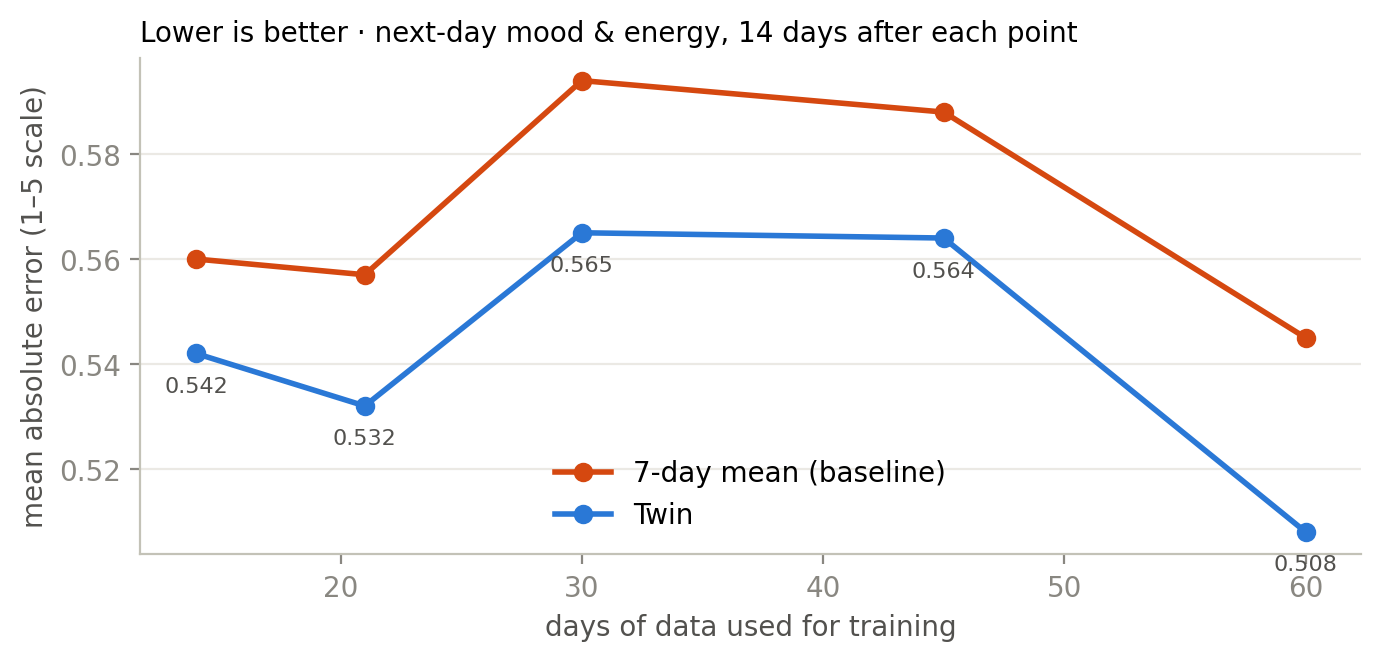 Lower is better · next-day mood & energy, 14 days after each point
mean absolute error (1–5 scale)
0.58
0.56
0.54
0.52
0.542
0.532
0.565
0.564
0.508
7-day mean (baseline)
Twin
20
30
40
50
60
days of data used for training